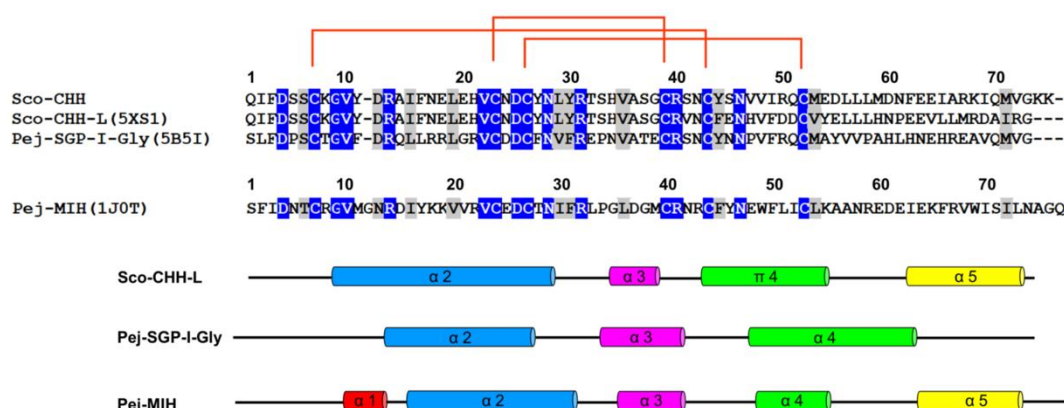 1 10 20 30 40 50 60 70
Sco-CHH QIFDSSCKGVY-DRAIFNELEHVCNDCYNLYRTSHVASGCRSNCYSNVVIRQCMEDLLLMDNFEEIARKIQMVGKK-
Sco-CHH-L(5XS1) QIFDPSCKGVY-DRAIFNELEHVCNDCYNLYRTSHVASGCRVNCFENHVFDDCVYELLLHNPEEVLLMRDAIRG---
Pej-SGP-I-Gly(5B5I) SLFDPSCTGVF-DRQLLRRLGRVCDDCFNVFREPNVATECRSNCYNNPVFRQCMAYVVPAHLHNEHREAVQMVG---
1 10 20 30 40 50 60 70
Pej-MIH(1J0T) SFIDNTCRGVMGNRDIYKKVVRVCEDCTNIFRLPGLDGMCRNRCFYNEWFLICLKAANREDEIEKFRVWISILNAGQ
Sco-CHH-L α 2 α 3 π 4 α 5
Pej-SGP-I-Gly α 2 α 3 α 4
Pej-MIH α 1 α 2 α 3 α 4 α 5